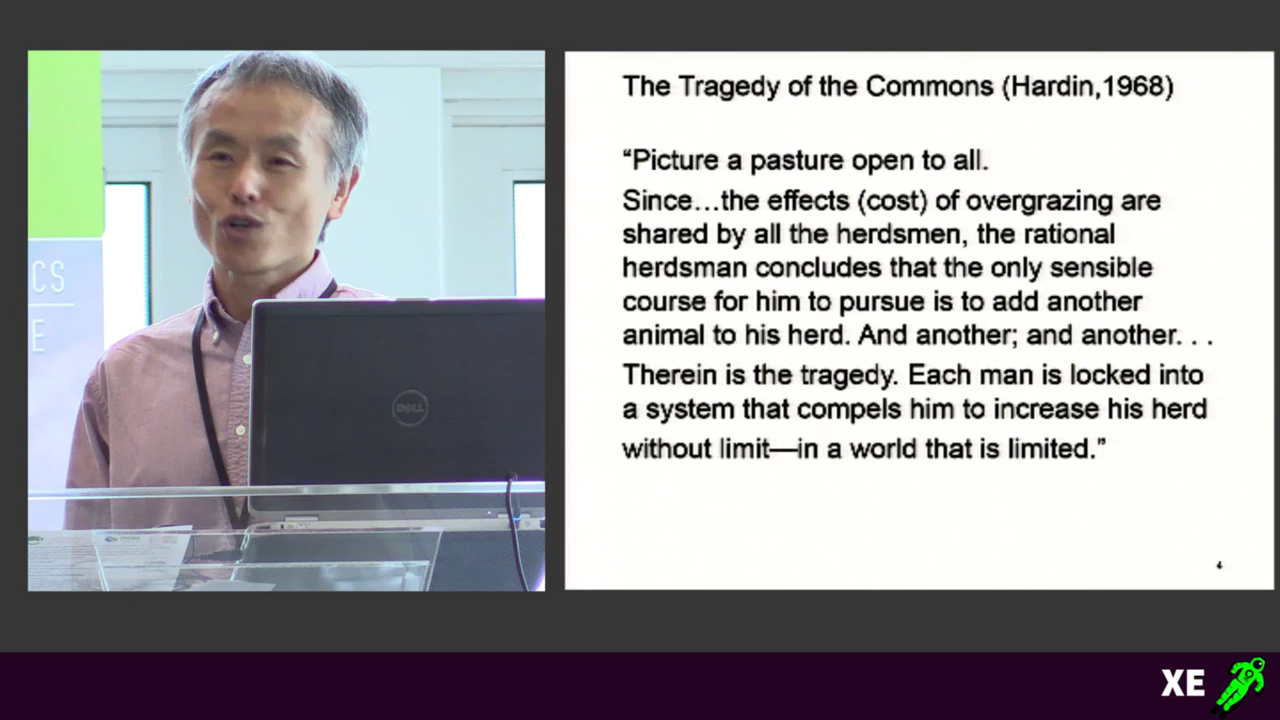 CS
E
DELL
The Tragedy of the Commons (Hardin,1968)
“Picture a pasture open to all.
Since...the effects (cost) of overgrazing are
shared by all the herdsmen, the rational
herdsman concludes that the only sensible
course for him to pursue is to add another
animal to his herd. And another; and another. . .
Therein is the tragedy. Each man is locked into
a system that compels him to increase his herd
without limit—in a world that is limited.”
4
XE